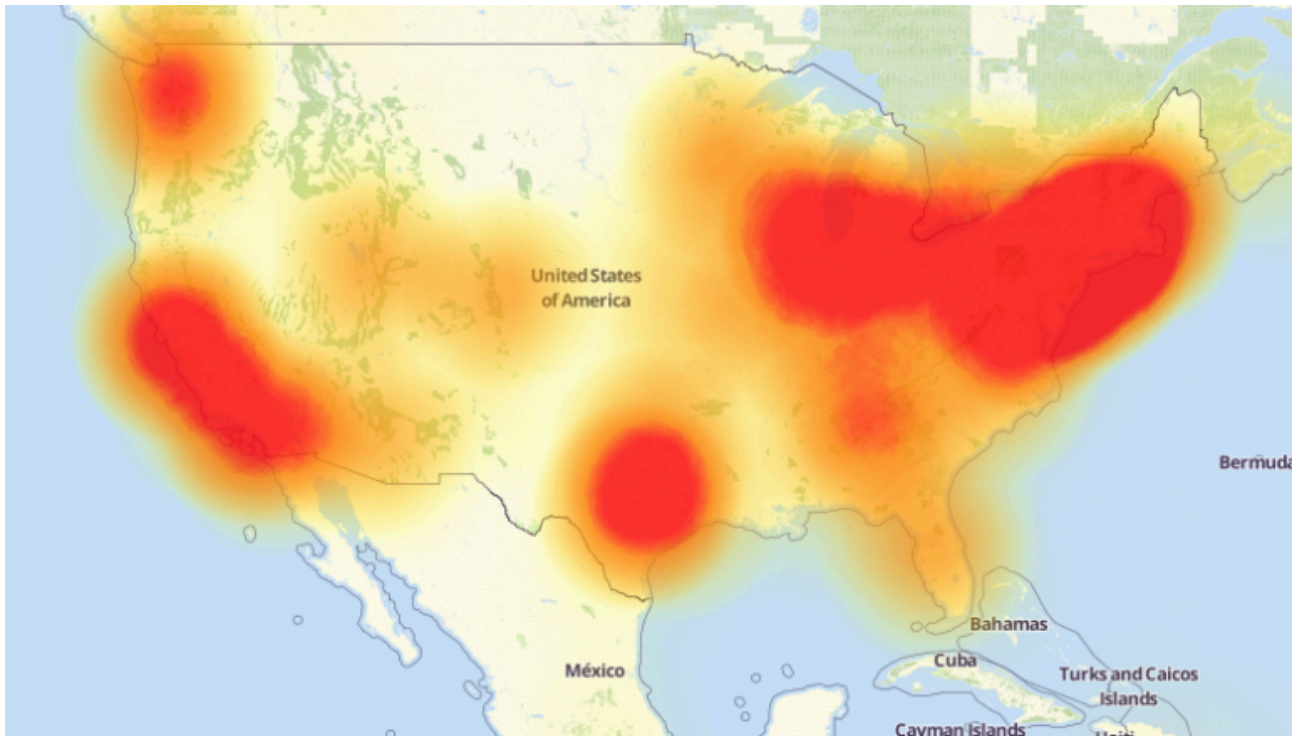 United States
of America
Bermuda
Bahamas
México
Cuba
Turks and Caicos
Islands
Cayman Islands